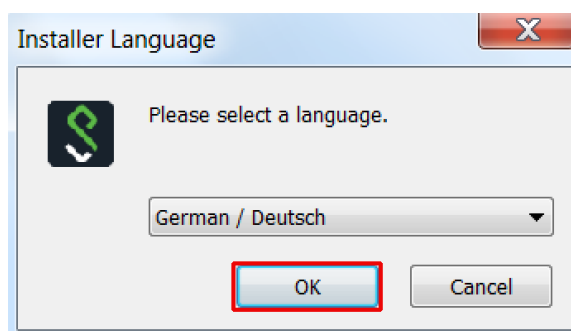 Installer Language
Please select a language.
German / Deutsch
OK
Cancel